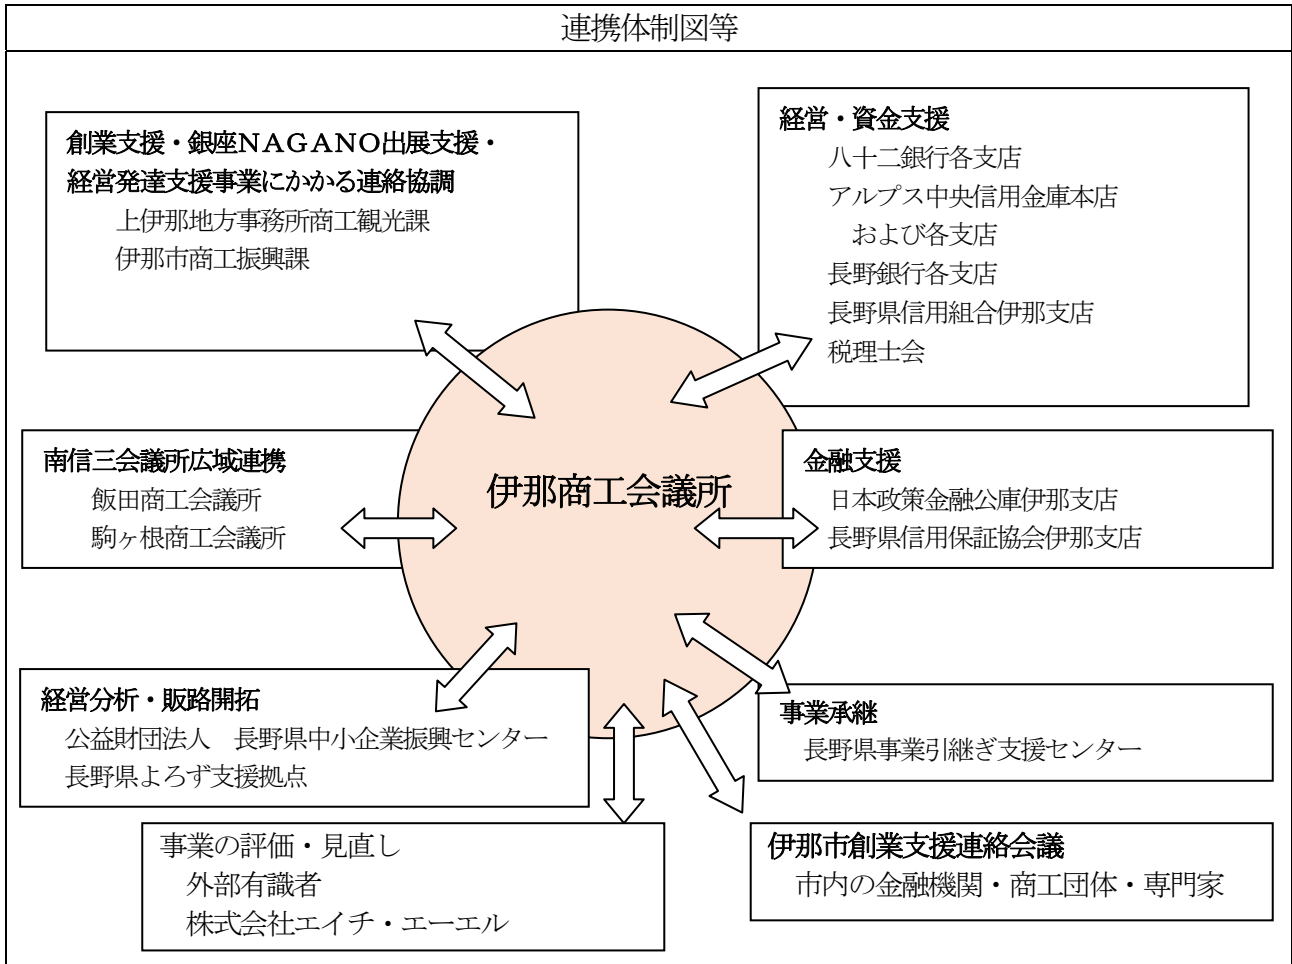 連携体制図等
創業支援・銀座ＮＡＧＡＮＯ出展支援・
経営発達支援事業にかかる連絡協調
上伊那地方事務所商工観光課
伊那市商工振興課
経営・資金支援
八十二銀行各支店
アルプス中央信用金庫本店
および各支店
長野銀行各支店
長野県信用組合伊那支店
税理士会
南信三会議所広域連携
飯田商工会議所
駒ヶ根商工会議所
伊那商工会議所
金融支援
日本政策金融公庫伊那支店
長野県信用保証協会伊那支店
経営分析・販路開拓
公益財団法人　長野県中小企業振興センター
長野県よろず支援拠点
事業承継
長野県事業引継ぎ支援センター
事業の評価・見直し
外部有識者
株式会社エイチ・エーエル
伊那市創業支援連絡会議
市内の金融機関・商工団体・専門家